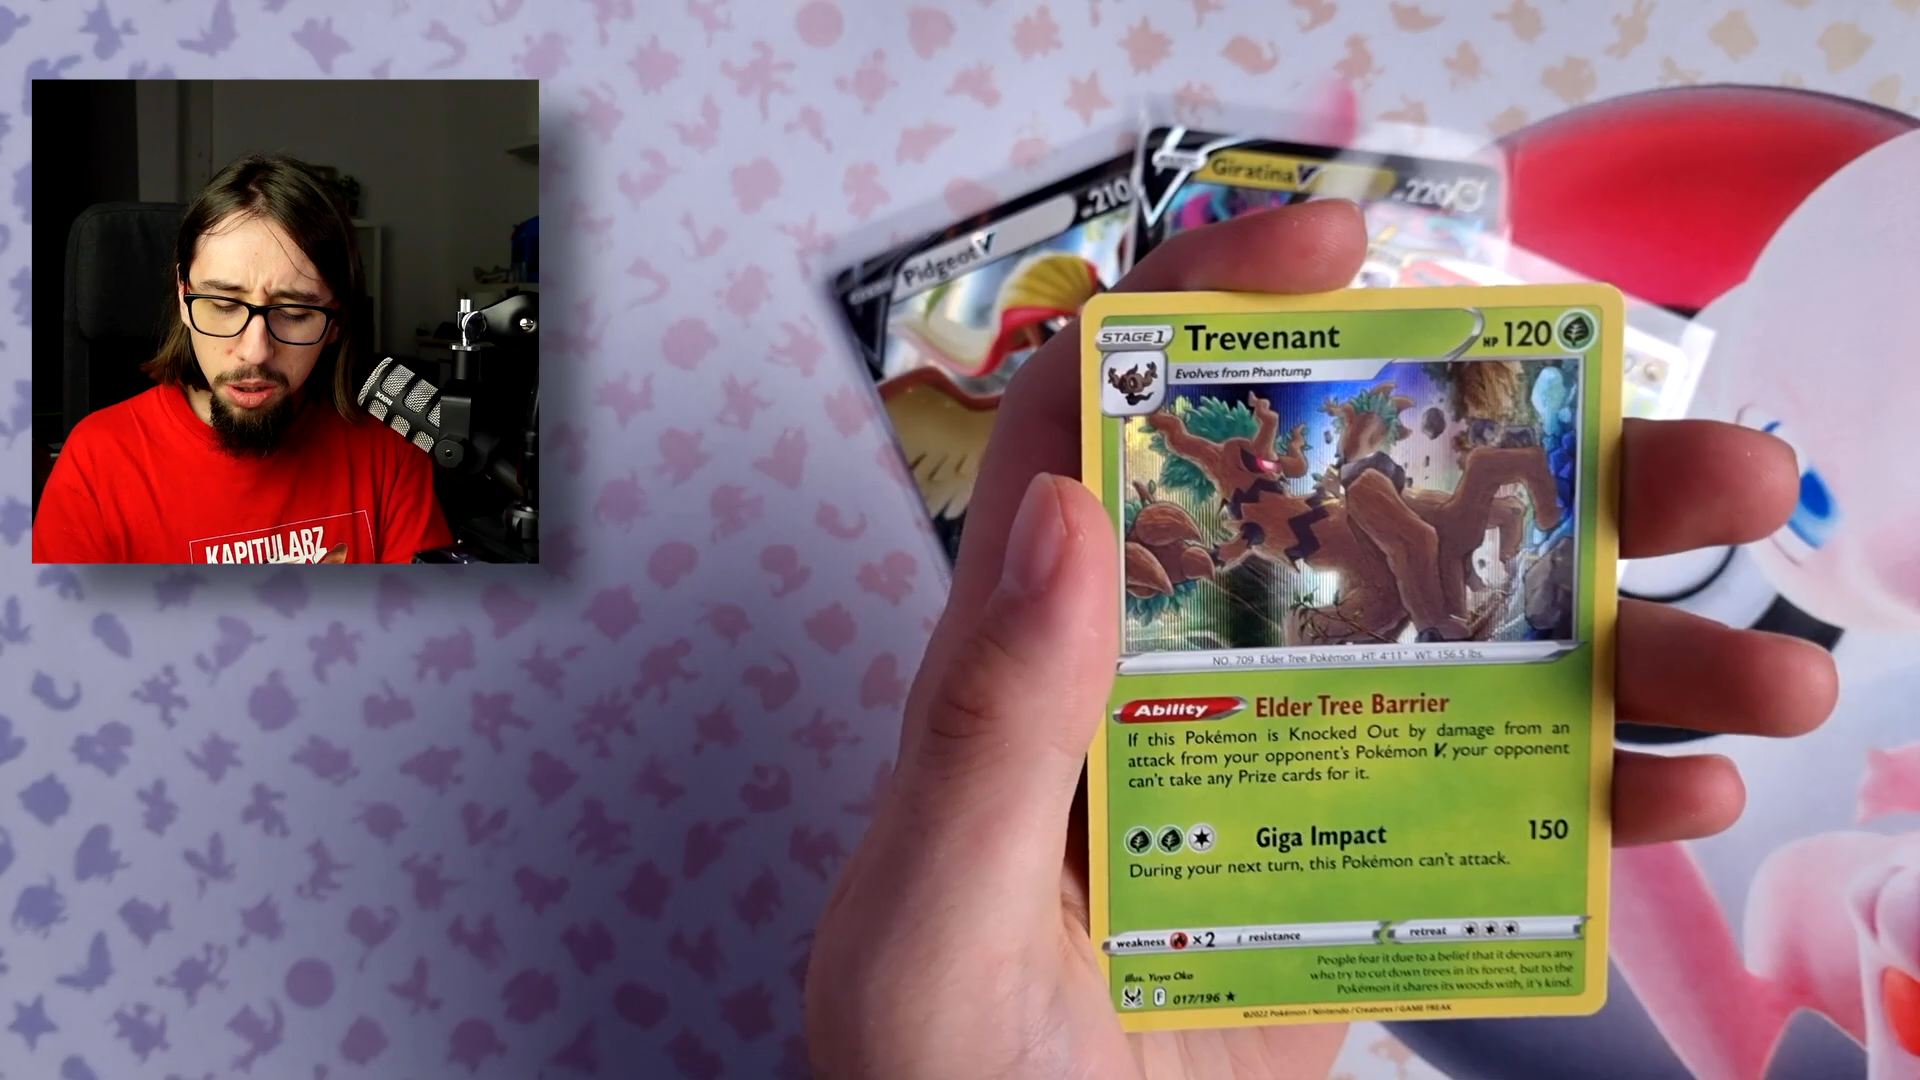 KAPITULARZ
RODE
PidgeotV
210
GiratinaV
220
STAGE 1
Trevenant
HP 120
Evolves from Phantump
NO. 709 Elder Tree Pokémon HT: 4'11" WT: 156.5 lbs.
Ability Elder Tree Barrier
If this Pokémon is Knocked Out by damage from an
attack from your opponent's Pokémon V, your opponent
can't take any Prize cards for it.
Giga Impact 150
During your next turn, this Pokémon can't attack.
weakness ×2 resistance retreat
Illus. Yuya Oka
People fear it due to a belief that it devours any
who try to cut down trees in its forest, but to the
Pokémon it shares its woods with, it's kind.
F 017/196 ★
©2022 Pokémon / Nintendo / Creatures / GAME FREAK